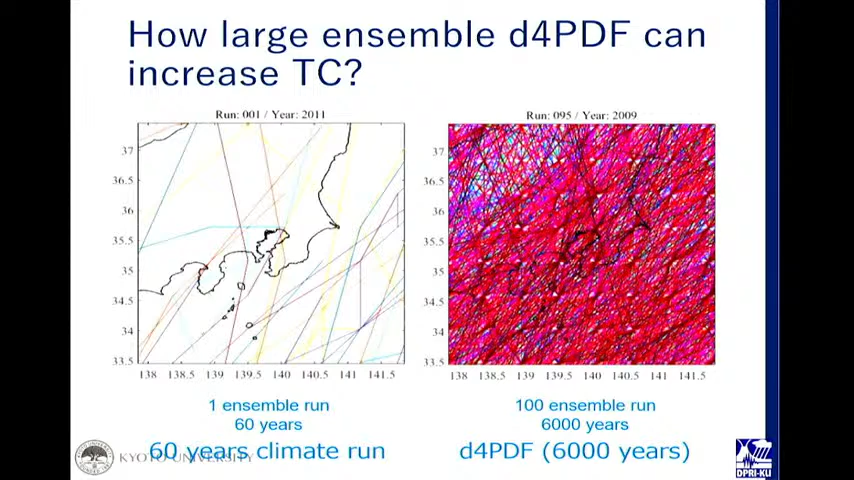 How large ensemble d4PDF can
increase TC?
Run: 001 / Year: 2011
Run: 095 / Year: 2009
37
36.5
36
35.5
35
34.5
34
33.5
138 138.5 139 139.5 140 140.5 141 141.5
37
36.5
36
35.5
35
34.5
34
33.5
138 138.5 139 139.5 140 140.5 141 141.5
1 ensemble run
60 years
60 years climate run
100 ensemble run
6000 years
d4PDF (6000 years)
KYOTO UNIVERSITY
DPRI-KU